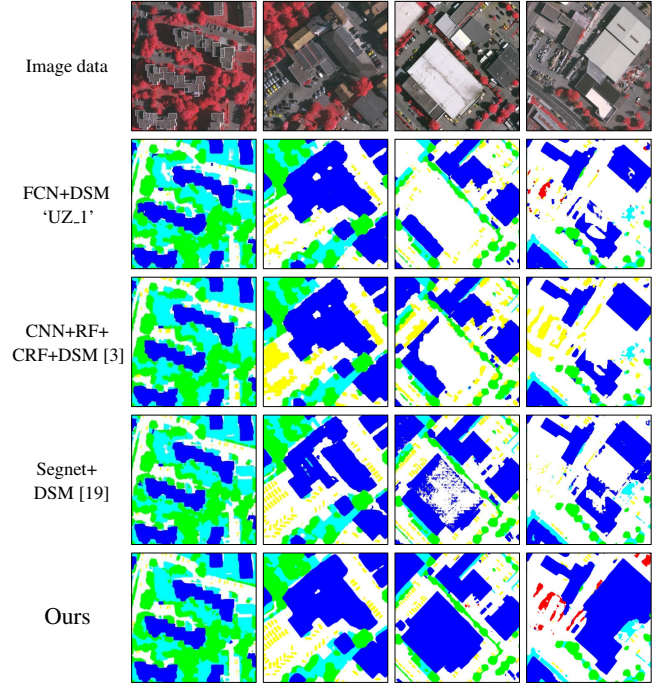 Image data
FCN+DSM
‘UZ_1’
CNN+RF+
CRF+DSM [3]
Segnet+
DSM [19]
Ours